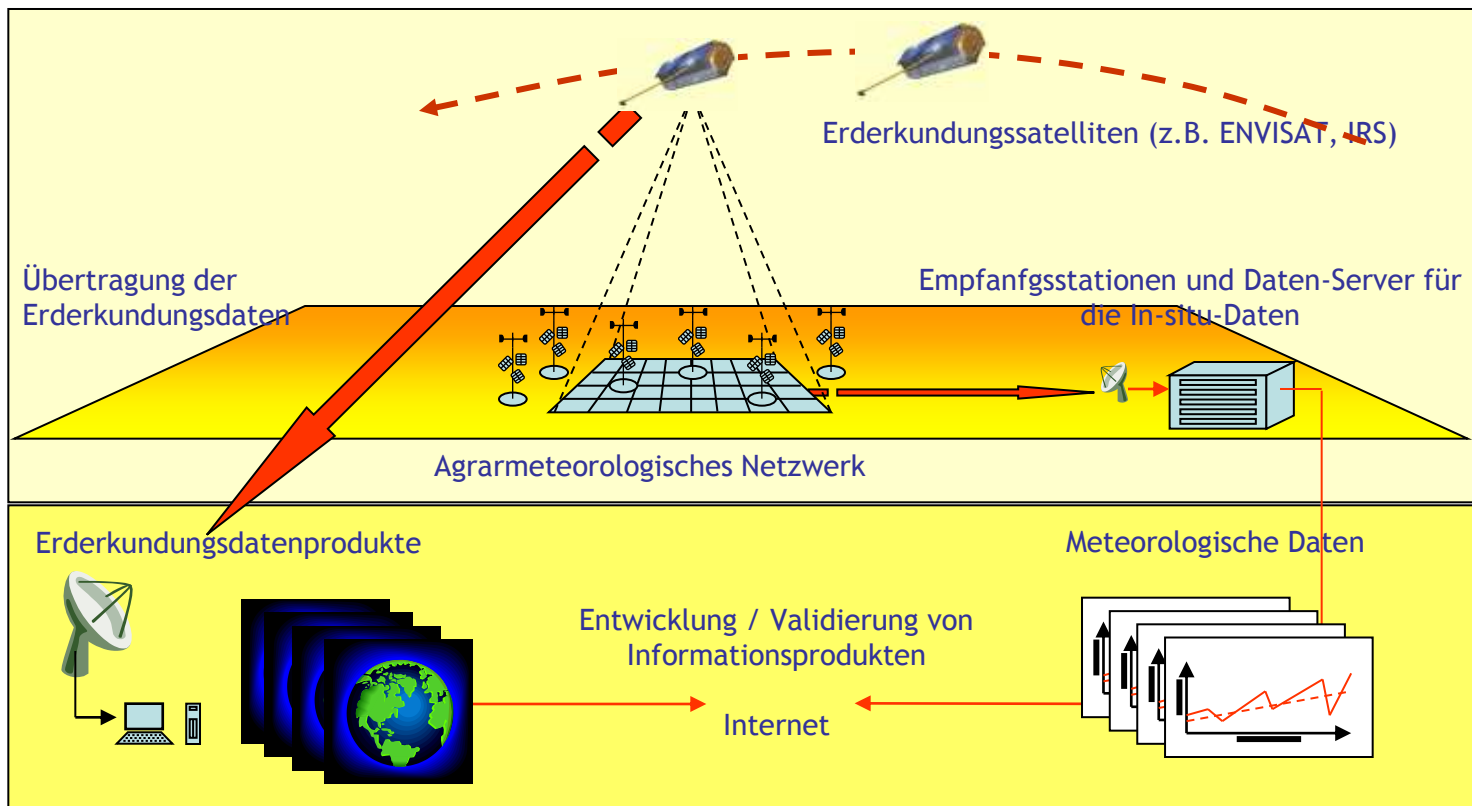 Erderkundungssatelliten (z.B. ENVISAT, IRS)
Übertragung der
Erderkundungsdaten
Empfanfgsstationen und Daten-Server für
die In-situ-Daten
Agrarmeteorologisches Netzwerk
Erderkundungsdatenprodukte
Meteorologische Daten
Entwicklung / Validierung von
Informationsprodukten
Internet